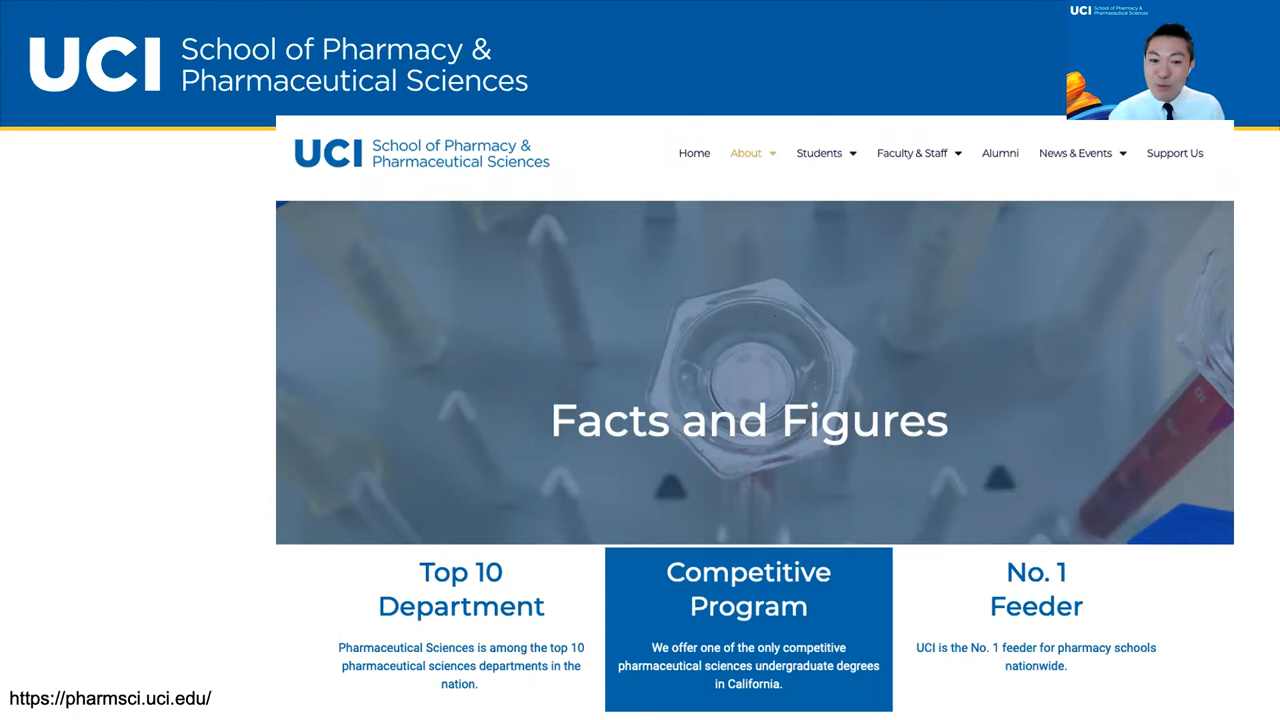 UCI School of Pharmacy &
Pharmaceutical Sciences
UCI School of Pharmacy &
Pharmaceutical Sciences
UCI School of Pharmacy &
Pharmaceutical Sciences
Home About Students Faculty & Staff Alumni News & Events Support Us
Facts and Figures
Top 10
Department
Pharmaceutical Sciences is among the top 10
pharmaceutical sciences departments in the
nation.
Competitive
Program
We offer one of the only competitive
pharmaceutical sciences undergraduate degrees
in California.
No. 1
Feeder
UCI is the No. 1 feeder for pharmacy schools
nationwide.
https://pharmsci.uci.edu/